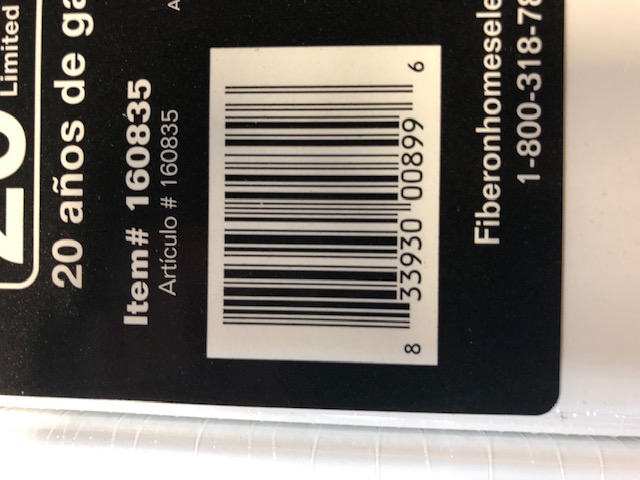 Limited
20 años de ga
Item# 160835
Artículo # 160835
8 33930 00899 6
Fiberonhomesele
1-800-318-78